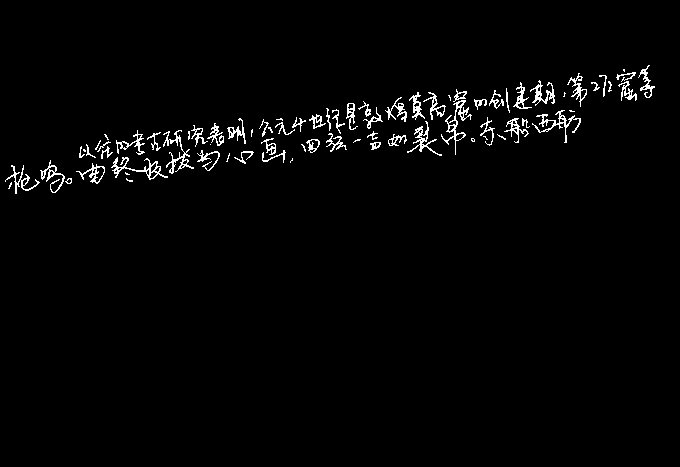 以往的考古研究表明,公元4世纪是敦煌莫高窟的创建期,第272窟等
枪鸣。曲终收拨当心画,四弦一声如裂帛。东船西舫